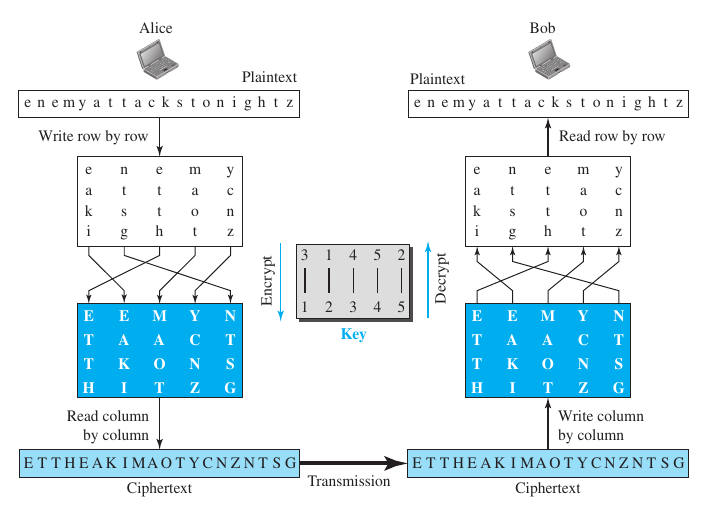 Alice
Plaintext
e n e m y a t t a c k s t o n i g h t z
Write row by row
e n e m y
a t t a c
k s t o n
i g h t z
E E M Y N
T A A C T
T K O N S
H I T Z G
Read column
by column
E T T H E A K I M A O T Y C N Z N T S G
Ciphertext
Encrypt
3 1 4 5 2
1 2 3 4 5
Key
Decrypt
Transmission
Bob
Plaintext
e n e m y a t t a c k s t o n i g h t z
Read row by row
e n e m y
a t t a c
k s t o n
i g h t z
E E M Y N
T A A C T
T K O N S
H I T Z G
Write column
by column
E T T H E A K I M A O T Y C N Z N T S G
Ciphertext